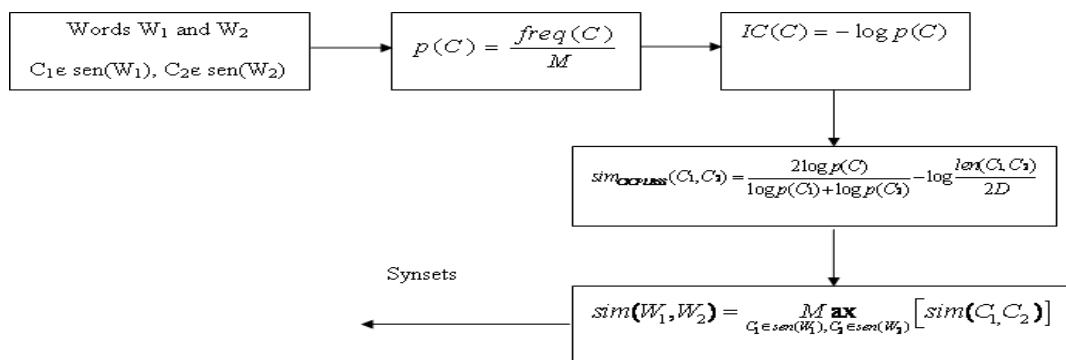 Words W₁ and W₂
C₁ε sen(W₁), C₂ε sen(W₂)
p(C) = freq(C) / M
IC(C) = − log p(C)
sim(C₁,C₂) = 2log p(C) / (log p(C₁)+log p(C₂)) − log len(C₁,C₂) / 2D
Synsets
sim(W₁,W₂) = Max C₁∈sen(W₁),C₂∈sen(W₂) [sim(C₁,C₂)]